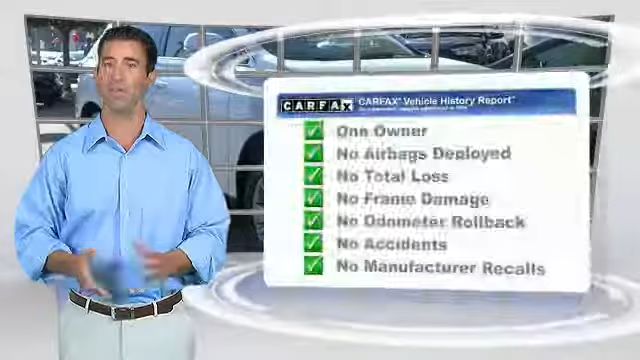 CARFAX CARFAX Vehicle History Report
One Owner
No Airbags Deployed
No Total Loss
No Frame Damage
No Odometer Rollback
No Accidents
No Manufacturer Recalls